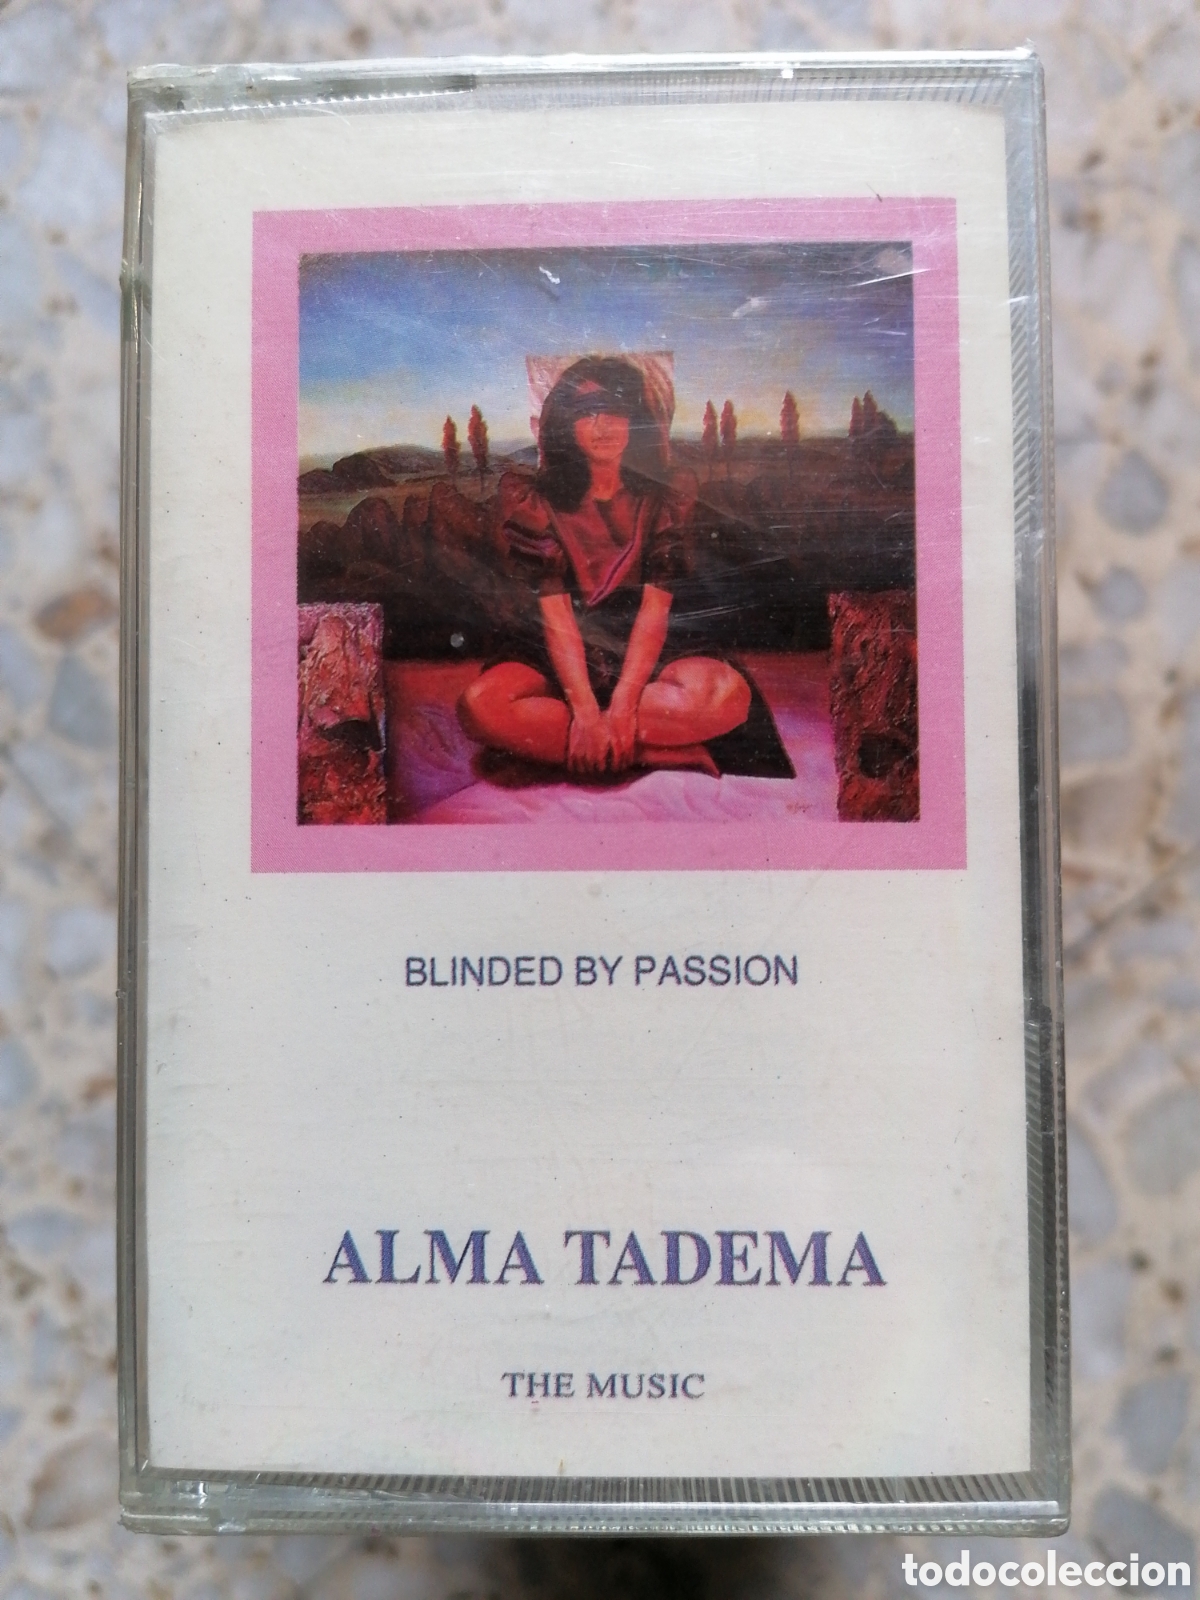 BLINDED BY PASSION
ALMA TADEMA
THE MUSIC
todocoleccion